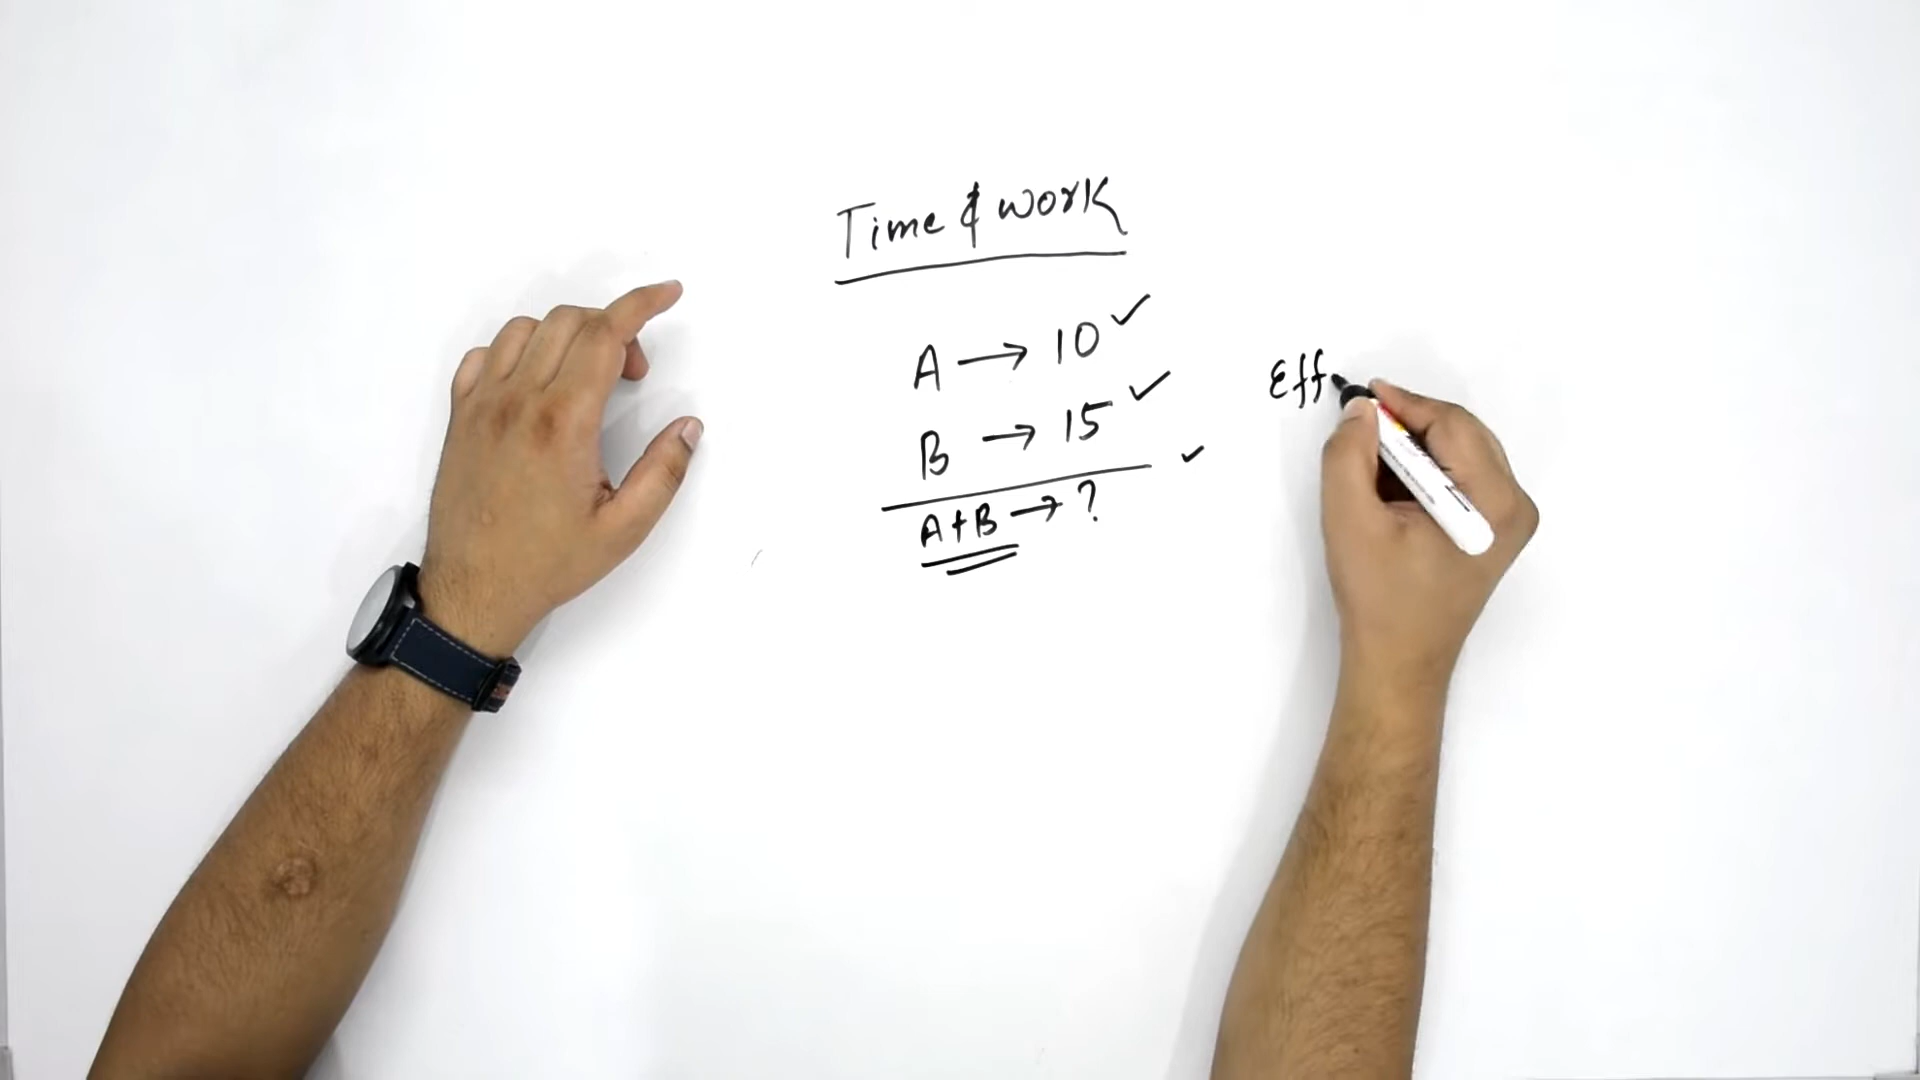 Time & work
A → 10 ✓
B → 15 ✓
✓
A+B → ?
Eff